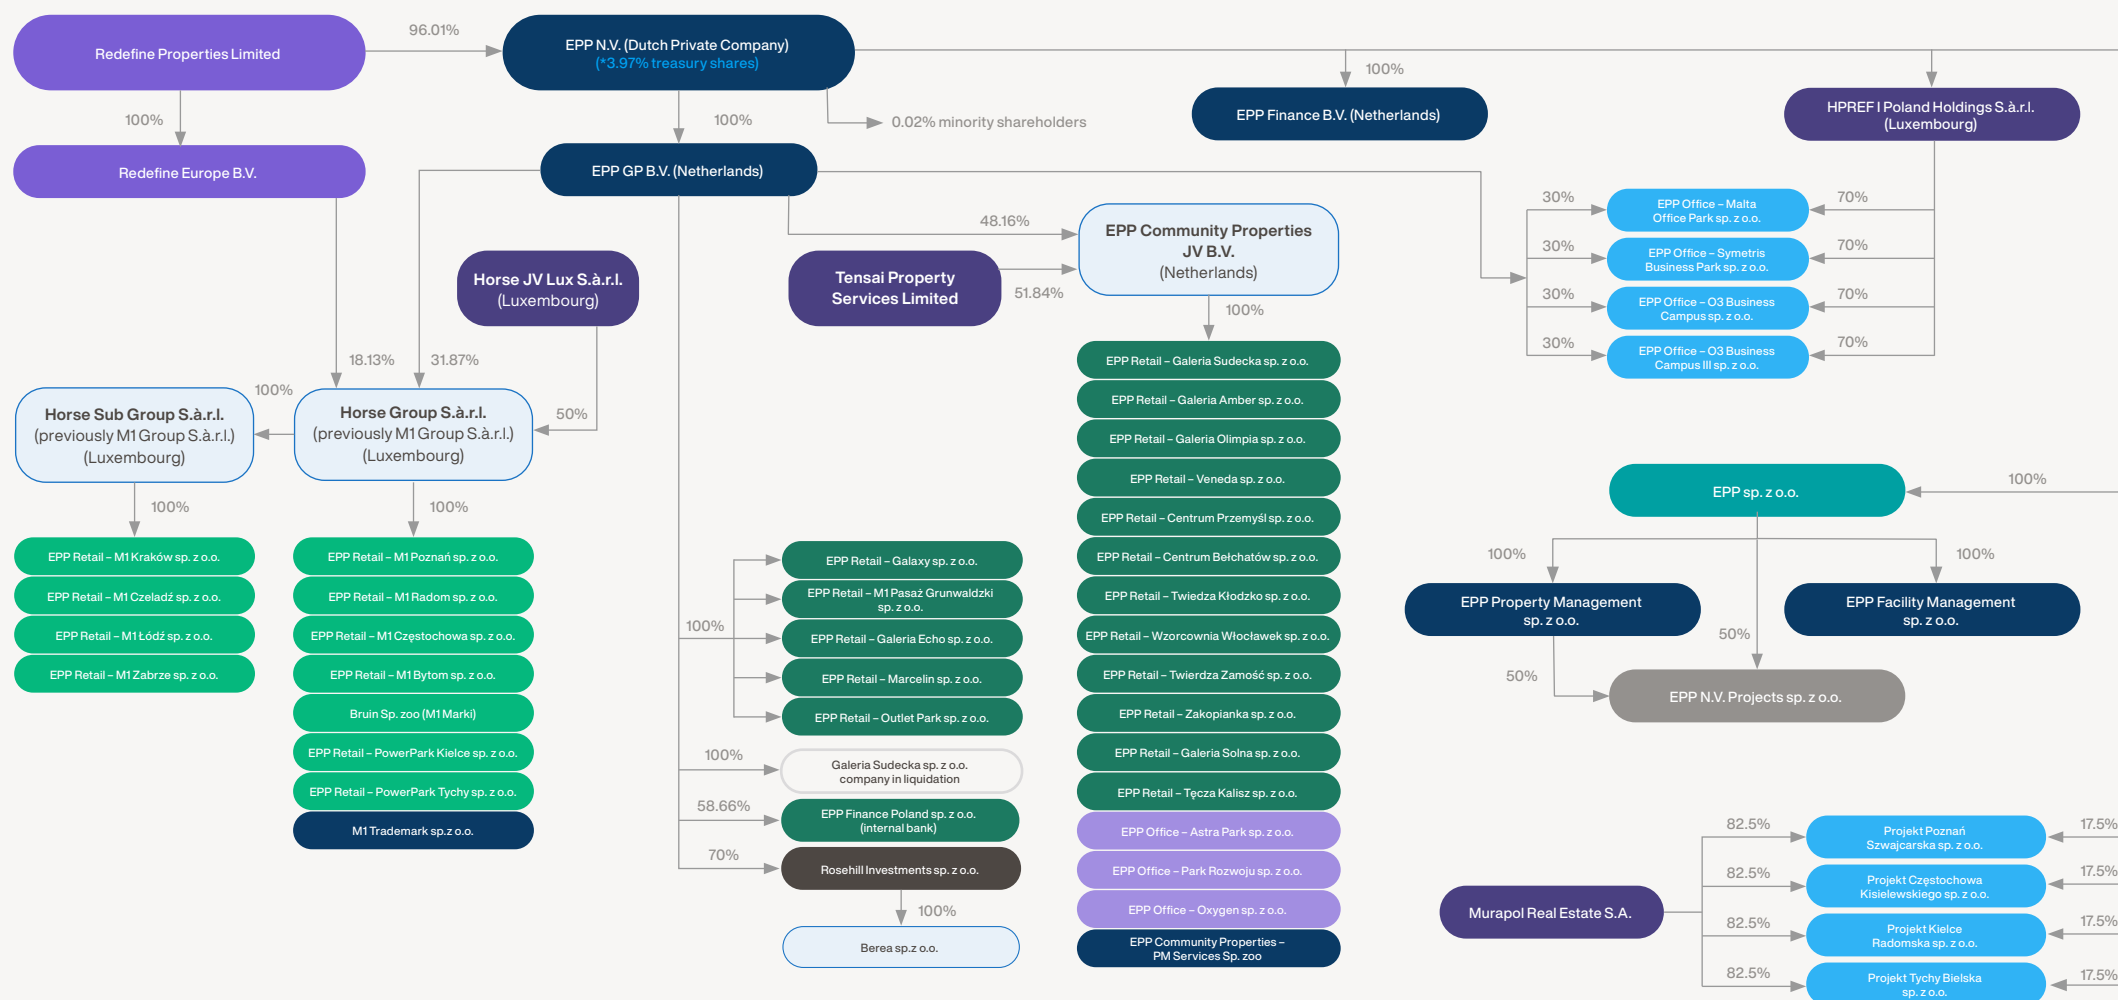 Redefine Properties Limited
96.01%
EPP N.V. (Dutch Private Company)
(*3.97% treasury shares)
100%
EPP Finance B.V. (Netherlands)
HPREF I Poland Holdings S.à.r.l.
(Luxembourg)
100%
100%
0.02% minority shareholders
Redefine Europe B.V.
EPP GP B.V. (Netherlands)
48.16%
EPP Community Properties
JV B.V.
(Netherlands)
Tensai Property
Services Limited
51.84%
100%
30%
EPP Office – Malta
Office Park sp. z o.o.
70%
30%
EPP Office – Symetris
Business Park sp. z o.o.
70%
30%
EPP Office – O3 Business
Campus sp. z o.o.
70%
30%
EPP Office – O3 Business
Campus III sp. z o.o.
70%
Horse JV Lux S.à.r.l.
(Luxembourg)
18.13%
31.87%
50%
100%
Horse Sub Group S.à.r.l.
(previously M1 Group S.à.r.l.)
(Luxembourg)
Horse Group S.à.r.l.
(previously M1 Group S.à.r.l.)
(Luxembourg)
100%
100%
EPP Retail – M1 Kraków sp. z o.o.
EPP Retail – M1 Czeladź sp. z o.o.
EPP Retail – M1 Łódź sp. z o.o.
EPP Retail – M1 Zabrze sp. z o.o.
EPP Retail – M1 Poznań sp. z o.o.
EPP Retail – M1 Radom sp. z o.o.
EPP Retail – M1 Częstochowa sp. z o.o.
EPP Retail – M1 Bytom sp. z o.o.
Bruin Sp. zoo (M1 Marki)
EPP Retail – PowerPark Kielce sp. z o.o.
EPP Retail – PowerPark Tychy sp. z o.o.
M1 Trademark sp.z o.o.
100%
EPP Retail – Galaxy sp. z o.o.
EPP Retail – M1 Pasaż Grunwaldzki
sp. z o.o.
EPP Retail – Galeria Echo sp. z o.o.
EPP Retail – Marcelin sp. z o.o.
EPP Retail – Outlet Park sp. z o.o.
100%
Galeria Sudecka sp. z o.o.
company in liquidation
58.66%
EPP Finance Poland sp. z o.o.
(internal bank)
70%
Rosehill Investments sp. z o.o.
100%
Berea sp.z o.o.
EPP Retail – Galeria Sudecka sp. z o.o.
EPP Retail – Galeria Amber sp. z o.o.
EPP Retail – Galeria Olimpia sp. z o.o.
EPP Retail – Veneda sp. z o.o.
EPP Retail – Centrum Przemyśl sp. z o.o.
EPP Retail – Centrum Bełchatów sp. z o.o.
EPP Retail – Twiedza Kłodzko sp. z o.o.
EPP Retail – Wzorcownia Włocławek sp. z o.o.
EPP Retail – Twierdza Zamość sp. z o.o.
EPP Retail – Zakopianka sp. z o.o.
EPP Retail – Galeria Solna sp. z o.o.
EPP Retail – Tęcza Kalisz sp. z o.o.
EPP Office – Astra Park sp. z o.o.
EPP Office – Park Rozwoju sp. z o.o.
EPP Office – Oxygen sp. z o.o.
EPP Community Properties –
PM Services Sp. zoo
EPP sp. z o.o.
100%
100%
100%
EPP Property Management
sp. z o.o.
EPP Facility Management
sp. z o.o.
50%
50%
EPP N.V. Projects sp. z o.o.
Murapol Real Estate S.A.
82.5%
Projekt Poznań
Szwajcarska sp. z o.o.
17.5%
82.5%
Projekt Częstochowa
Kisielewskiego sp. z o.o.
17.5%
82.5%
Projekt Kielce
Radomska sp. z o.o.
17.5%
82.5%
Projekt Tychy Bielska
sp. z o.o.
17.5%